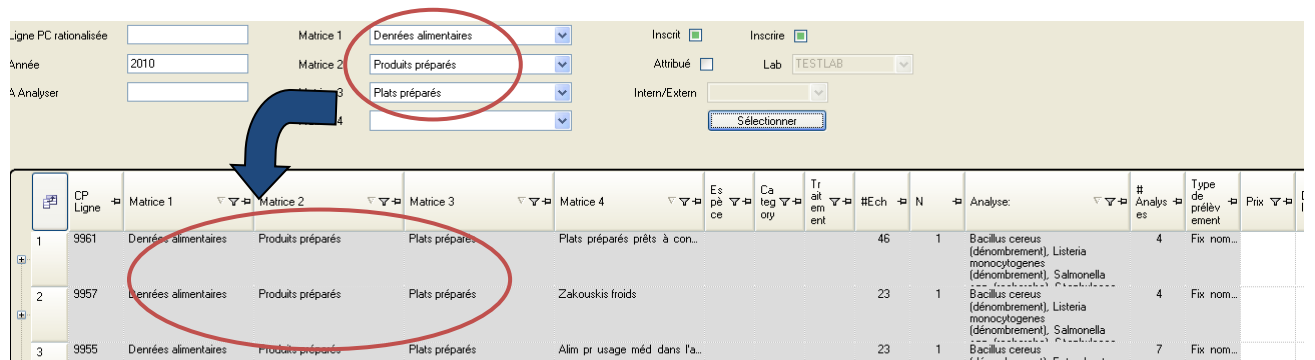 Ligne PC rationalisée Matrice 1 Denrées alimentaires Inscrit Inscrire
Année 2010 Matrice 2 Produits préparés Attribué Lab TESTLAB
A Analyser 3 Plats préparés Intern/Extern
4 Sélectionner
CP Ligne Matrice 1 Matrice 2 Matrice 3 Matrice 4 Es pè ce Ca teg ory Tr ait em ent #Ech N Analyse: # Analys es Type de prélèv ement Prix
1 9961 Denrées alimentaires Produits préparés Plats préparés Plats préparés prêts à con... 46 1 Bacillus cereus 4 Fix nom...
(dénombrement), Listeria
monocytogenes
(dénombrement), Salmonella
2 9957 Denrées alimentaires Produits préparés Plats préparés Zakouskis froids 23 1 Bacillus cereus 4 Fix nom...
(dénombrement), Listeria
monocytogenes
(dénombrement), Salmonella
3 9955 Denrées alimentaires Produits préparés Plats préparés Alim pr usage méd dans l'a... 23 1 Bacillus cereus 7 Fix nom...